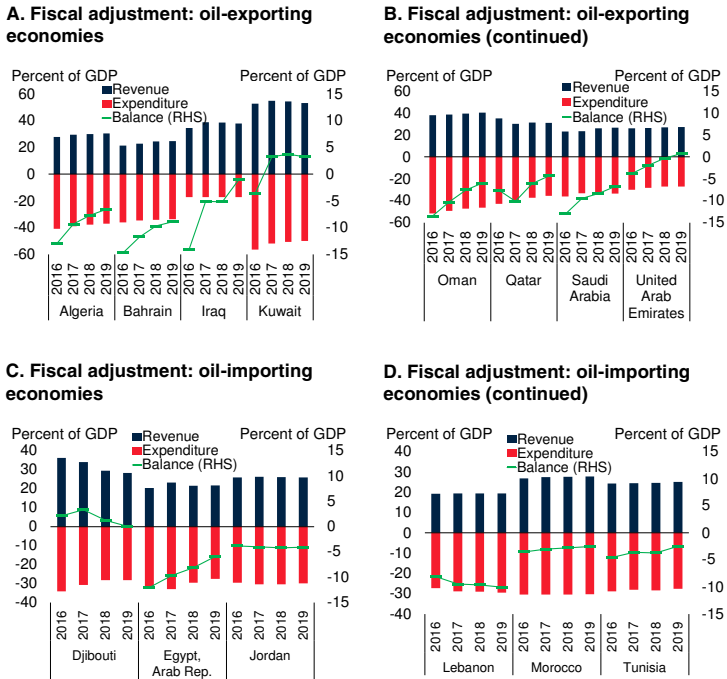 A. Fiscal adjustment: oil-exporting
economies
Percent of GDP
Percent of GDP
Revenue
Expenditure
Balance (RHS)
60
40
20
0
-20
-40
-60
15
10
5
0
-5
-10
-15
2016 2017 2018 2019 2016 2017 2018 2019 2016 2017 2018 2019 2016 2017 2018 2019
Algeria Bahrain Iraq Kuwait
B. Fiscal adjustment: oil-exporting
economies (continued)
Percent of GDP
Percent of GDP
Revenue
Expenditure
Balance (RHS)
60
40
20
0
-20
-40
-60
15
10
5
0
-5
-10
-15
2016 2017 2018 2019 2016 2017 2018 2019 2016 2017 2018 2019 2016 2017 2018 2019
Oman Qatar Saudi United
Arabia Arab
Emirates
C. Fiscal adjustment: oil-importing
economies
Percent of GDP
Percent of GDP
Revenue
Expenditure
Balance (RHS)
40
30
20
10
0
-10
-20
-30
-40
15
10
5
0
-5
-10
-15
2016 2017 2018 2019 2016 2017 2018 2019 2016 2017 2018 2019
Djibouti Egypt, Jordan
Arab Rep.
D. Fiscal adjustment: oil-importing
economies (continued)
Percent of GDP
Percent of GDP
Revenue
Expenditure
Balance (RHS)
40
30
20
10
0
-10
-20
-30
-40
15
10
5
0
-5
-10
-15
2016 2017 2018 2019 2016 2017 2018 2019 2016 2017 2018 2019
Lebanon Morocco Tunisia